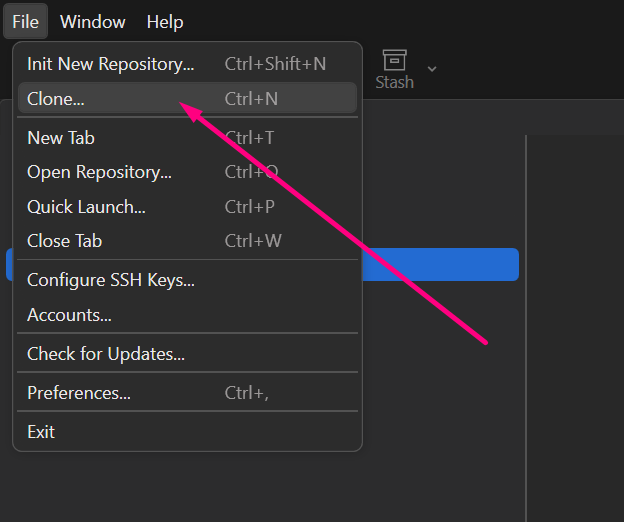 File Window Help
Init New Repository... Ctrl+Shift+N
Stash
Clone... Ctrl+N
New Tab Ctrl+T
Open Repository... Ctrl+O
Quick Launch... Ctrl+P
Close Tab Ctrl+W
Configure SSH Keys...
Accounts...
Check for Updates...
Preferences... Ctrl+,
Exit